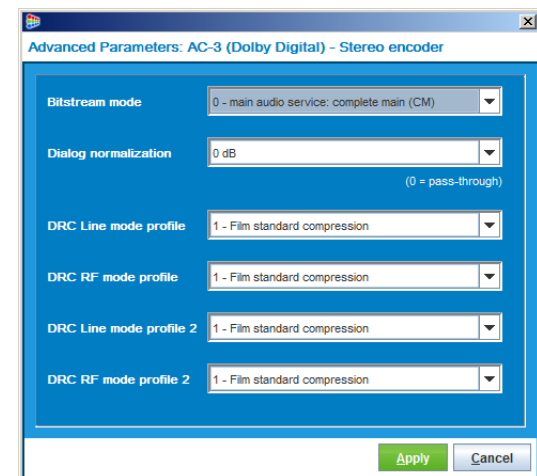 Advanced Parameters: AC-3 (Dolby Digital) - Stereo encoder
Bitstream mode 0 - main audio service: complete main (CM)
Dialog normalization 0 dB
(0 = pass-through)
DRC Line mode profile 1 - Film standard compression
DRC RF mode profile 1 - Film standard compression
DRC Line mode profile 2 1 - Film standard compression
DRC RF mode profile 2 1 - Film standard compression
Apply Cancel